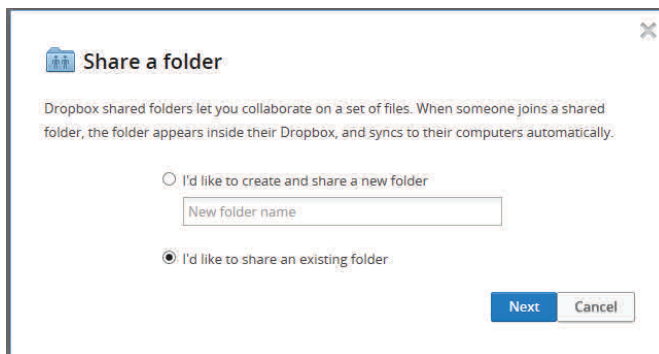 Share a folder
Dropbox shared folders let you collaborate on a set of files. When someone joins a shared
folder, the folder appears inside their Dropbox, and syncs to their computers automatically.
I'd like to create and share a new folder
New folder name
I'd like to share an existing folder
Next Cancel